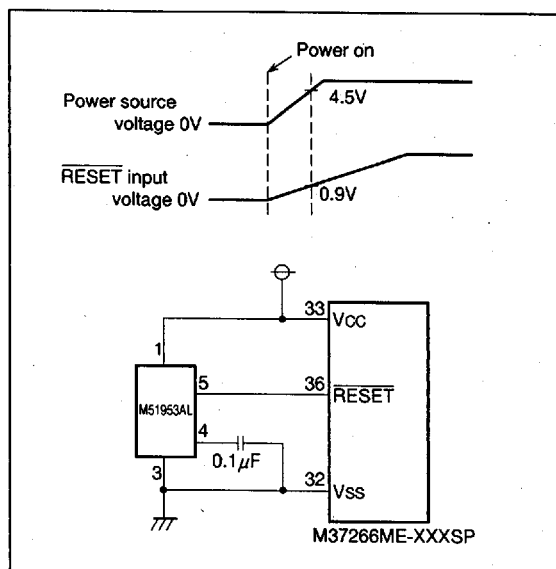 Power on
4.5V
Power source
voltage 0V
RESET input
voltage 0V
0.9V
33
VCC
1
5
36
RESET
M51953AL
4
0.1μF
3
32
VSS
M37266ME-XXXSP